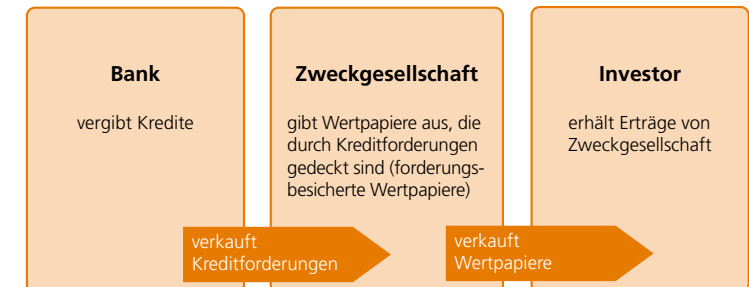 Bank
vergibt Kredite
Zweckgesellschaft
gibt Wertpapiere aus, die
durch Kreditforderungen
gedeckt sind (forderungs-
besicherte Wertpapiere)
Investor
erhält Erträge von
Zweckgesellschaft
verkauft
Kreditforderungen
verkauft
Wertpapiere